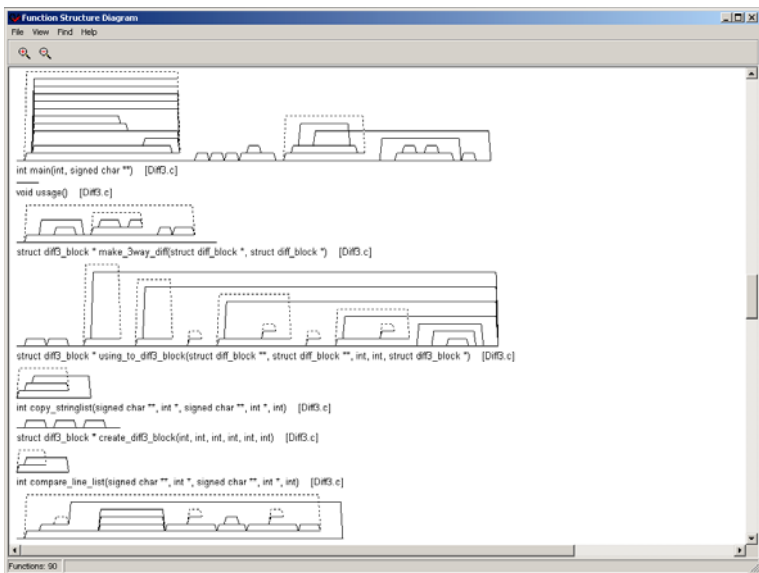 Function Structure Diagram
File View Find Help
int main(int, signed char **) [Diff3.c]
void usage() [Diff3.c]
struct diff3_block * make_3way_diff(struct diff_block *, struct diff_block *) [Diff3.c]
struct diff3_block * using_to_diff3_block(struct diff_block **, struct diff_block **, int, int, struct diff3_block *) [Diff3.c]
int copy_stringlist(signed char **, int *, signed char **, int *, int) [Diff3.c]
struct diff3_block * create_diff3_block(int, int, int, int, int, int) [Diff3.c]
int compare_line_list(signed char **, int *, signed char **, int *, int) [Diff3.c]
Functions: 90